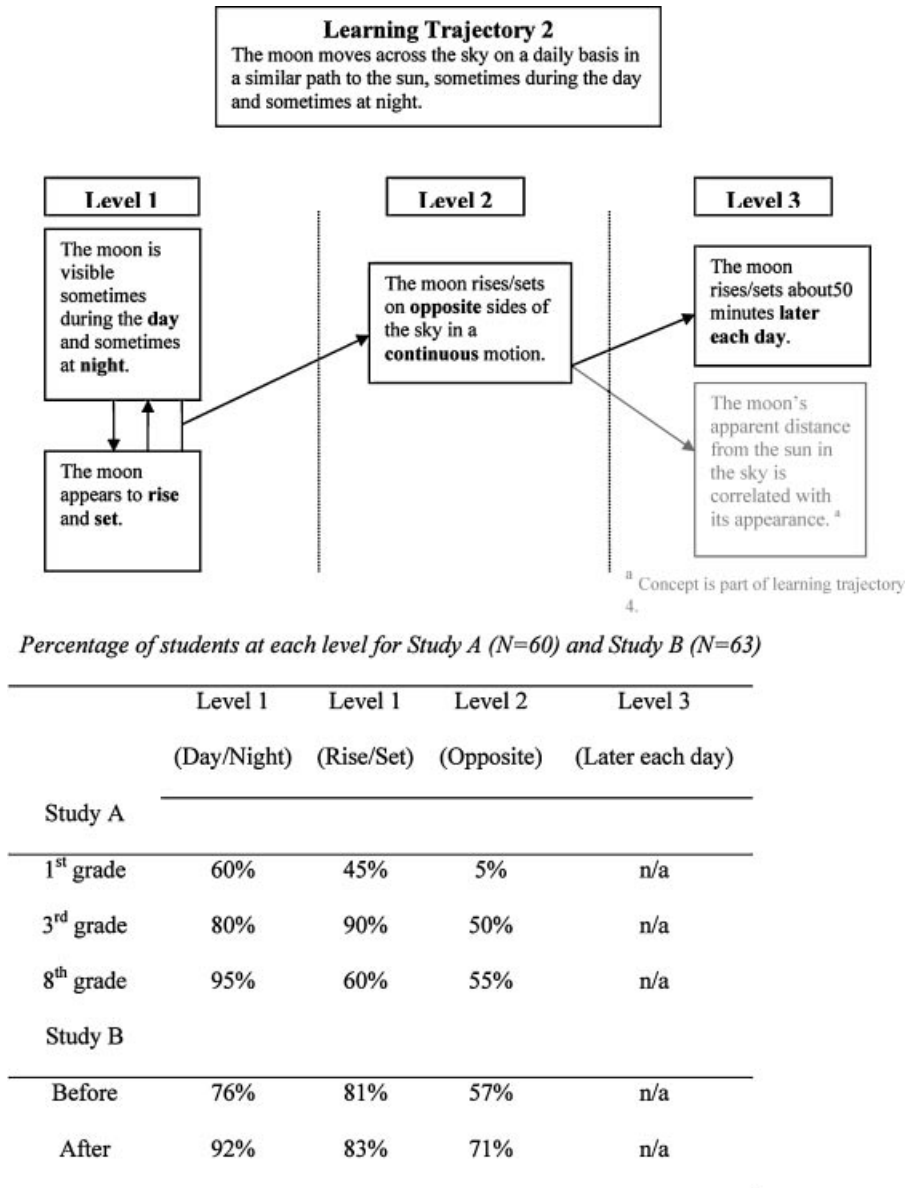 Learning Trajectory 2
The moon moves across the sky on a daily basis in
a similar path to the sun, sometimes during the day
and sometimes at night.
Level 1
Level 2
Level 3
The moon is
visible
sometimes
during the day
and sometimes
at night.
The moon
appears to rise
and set.
The moon rises/sets
on opposite sides of
the sky in a
continuous motion.
The moon
rises/sets about50
minutes later
each day.
The moon's
apparent distance
from the sun in
the sky is
correlated with
its appearance. a
a Concept is part of learning trajectory
4.
Percentage of students at each level for Study A (N=60) and Study B (N=63)
Level 1 Level 1 Level 2 Level 3
(Day/Night) (Rise/Set) (Opposite) (Later each day)
Study A
1st grade 60% 45% 5% n/a
3rd grade 80% 90% 50% n/a
8th grade 95% 60% 55% n/a
Study B
Before 76% 81% 57% n/a
After 92% 83% 71% n/a